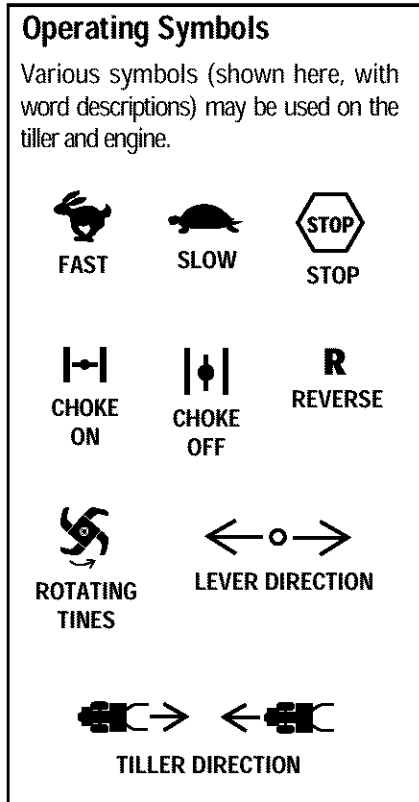 Operating Symbols
Various symbols (shown here, with
word descriptions) may be used on the
tiller and engine.
STOP
FAST
SLOW
STOP
CHOKE
ON
CHOKE
OFF
R
REVERSE
ROTATING
TINES
LEVER DIRECTION
TILLER DIRECTION